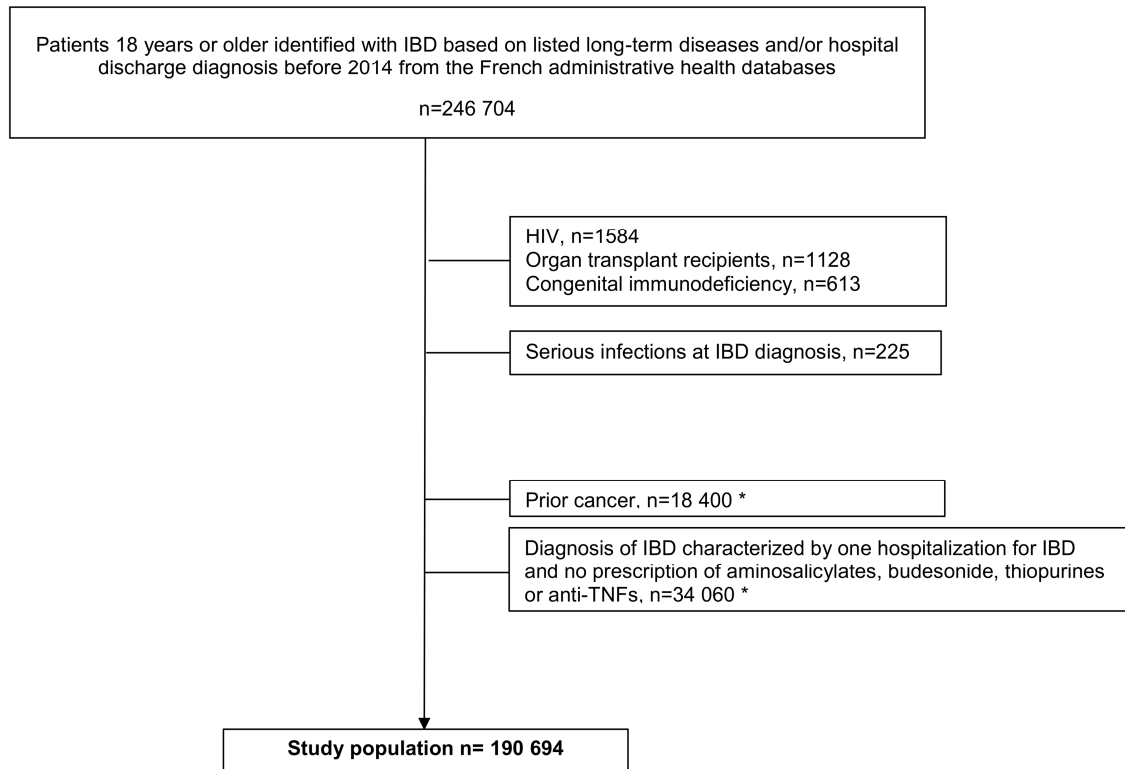 Patients 18 years or older identified with IBD based on listed long-term diseases and/or hospital
discharge diagnosis before 2014 from the French administrative health databases
n=246 704
HIV, n=1584
Organ transplant recipients, n=1128
Congenital immunodeficiency, n=613
Serious infections at IBD diagnosis, n=225
Prior cancer, n=18 400 *
Diagnosis of IBD characterized by one hospitalization for IBD
and no prescription of aminosalicylates, budesonide, thiopurines
or anti-TNFs, n=34 060 *
Study population n= 190 694